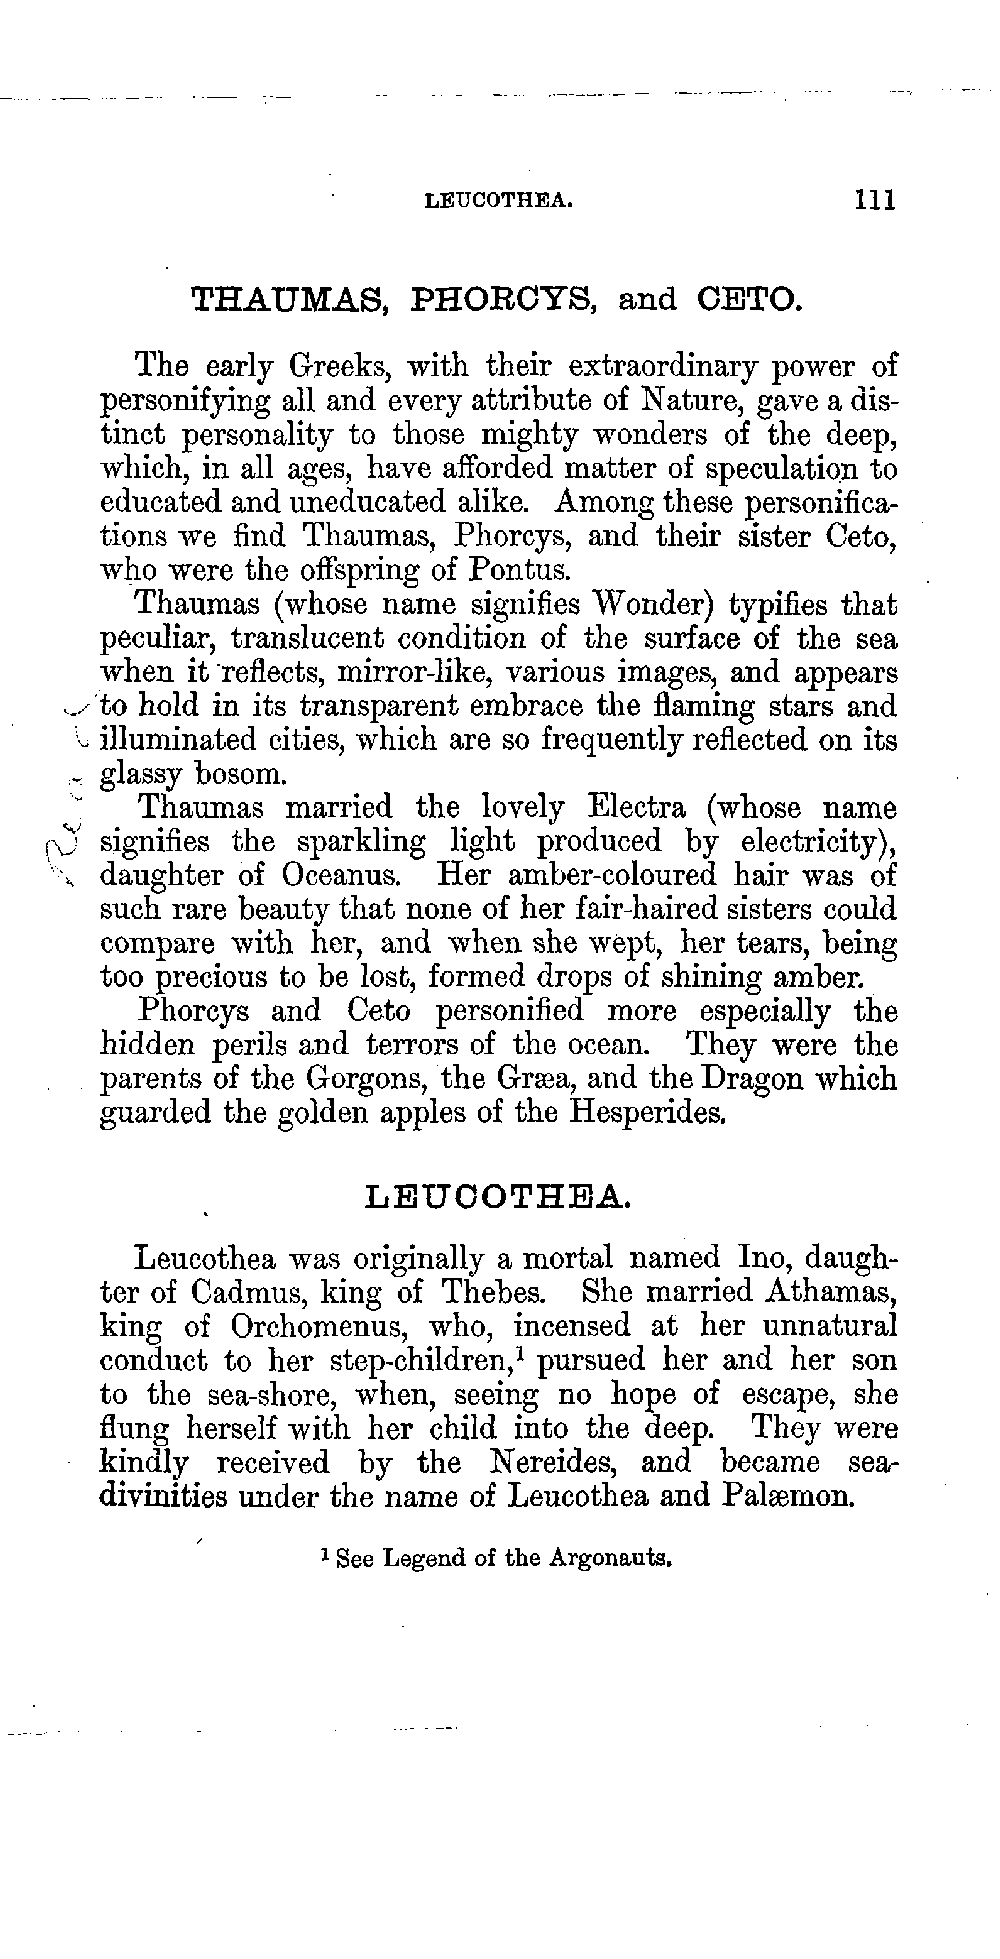 LEUCOTHEA. 111
THAUMAS, PHORCYS, and CETO.
The early Greeks, with their extraordinary power of
personifying all and every attribute of Nature, gave a dis-
tinct personality to those mighty wonders of the deep,
which, in all ages, have afforded matter of speculation to
educated and uneducated alike. Among these personifica-
tions we find Thaumas, Phorcys, and their sister Ceto,
who were the offspring of Pontus.
Thaumas (whose name signifies Wonder) typifies that
peculiar, translucent condition of the surface of the sea
when it reflects, mirror-like, various images, and appears
to hold in its transparent embrace the flaming stars and
illuminated cities, which are so frequently reflected on its
glassy bosom.
Thaumas married the lovely Electra (whose name
signifies the sparkling light produced by electricity),
daughter of Oceanus. Her amber-coloured hair was of
such rare beauty that none of her fair-haired sisters could
compare with her, and when she wept, her tears, being
too precious to be lost, formed drops of shining amber.
Phorcys and Ceto personified more especially the
hidden perils and terrors of the ocean. They were the
parents of the Gorgons, the Græa, and the Dragon which
guarded the golden apples of the Hesperides.
LEUCOTHEA.
Leucothea was originally a mortal named Ino, daugh-
ter of Cadmus, king of Thebes. She married Athamas,
king of Orchomenus, who, incensed at her unnatural
conduct to her step-children,¹ pursued her and her son
to the sea-shore, when, seeing no hope of escape, she
flung herself with her child into the deep. They were
kindly received by the Nereides, and became sea-
divinities under the name of Leucothea and Palæmon.
¹ See Legend of the Argonauts.